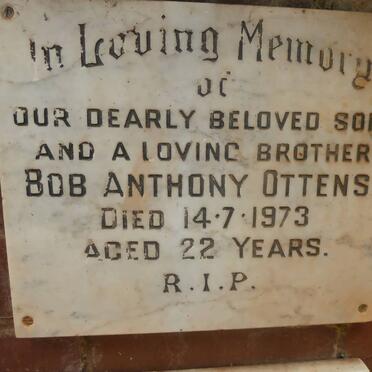 In Loving Memory
of
OUR DEARLY BELOVED SON
AND A LOVING BROTHER
BOB ANTHONY OTTENS
DIED 14·7·1973
AGED 22 YEARS.
R.I.P.